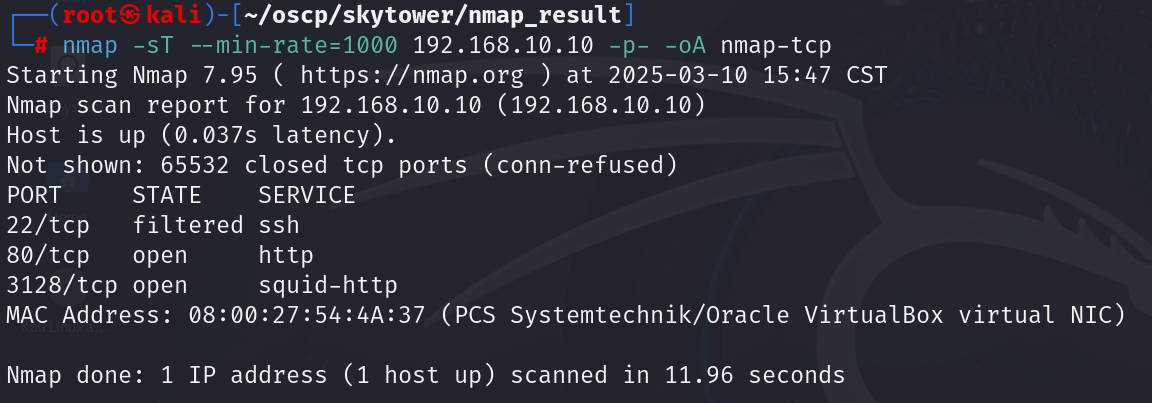 ┌──(root㉿kali)-[~/oscp/skytower/nmap_result]
└─# nmap -sT --min-rate=1000 192.168.10.10 -p- -oA nmap-tcp
Starting Nmap 7.95 ( https://nmap.org ) at 2025-03-10 15:47 CST
Nmap scan report for 192.168.10.10 (192.168.10.10)
Host is up (0.037s latency).
Not shown: 65532 closed tcp ports (conn-refused)
PORT     STATE    SERVICE
22/tcp   filtered ssh
80/tcp   open     http
3128/tcp open     squid-http
MAC Address: 08:00:27:54:4A:37 (PCS Systemtechnik/Oracle VirtualBox virtual NIC)
Nmap done: 1 IP address (1 host up) scanned in 11.96 seconds